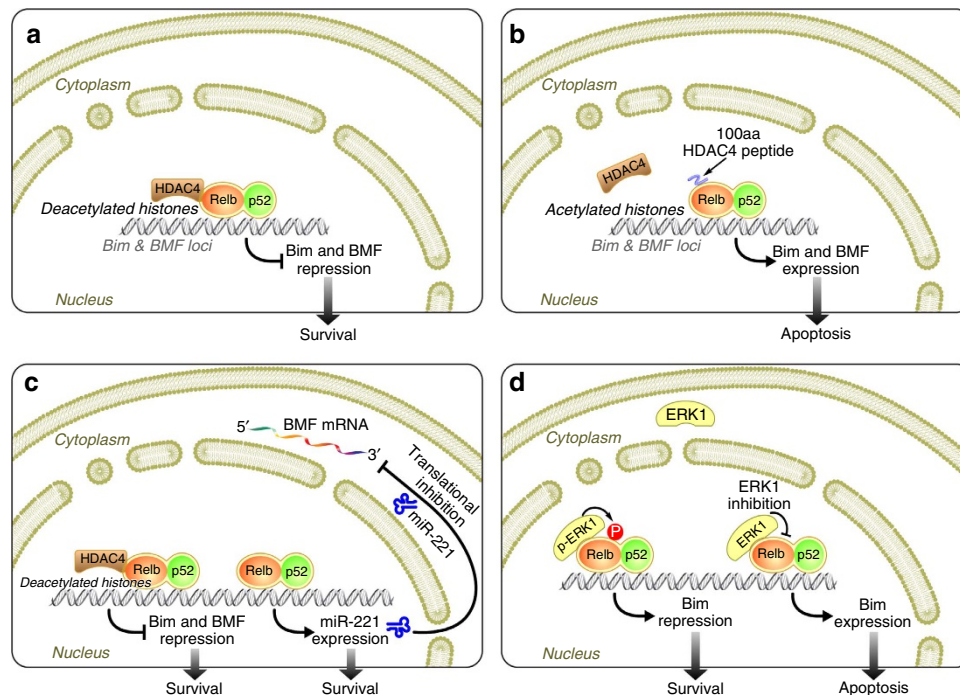 a
Cytoplasm
HDAC4
Relb
p52
Deacetylated histones
Bim & BMF loci
Bim and BMF
repression
Nucleus
Survival
b
Cytoplasm
100aa
HDAC4 peptide
HDAC4
Relb
p52
Acetylated histones
Bim & BMF loci
Bim and BMF
expression
Nucleus
Apoptosis
c
5′
BMF mRNA
3′
Cytoplasm
Translational
inhibition
miR-221
HDAC4
Relb
p52
Relb
p52
Deacetylated histones
Bim and BMF
repression
miR-221
expression
Nucleus
Survival
Survival
d
ERK1
Cytoplasm
ERK1
inhibition
p-ERK1
P
ERK1
Relb
p52
Relb
p52
Bim
repression
Bim
expression
Nucleus
Survival
Apoptosis